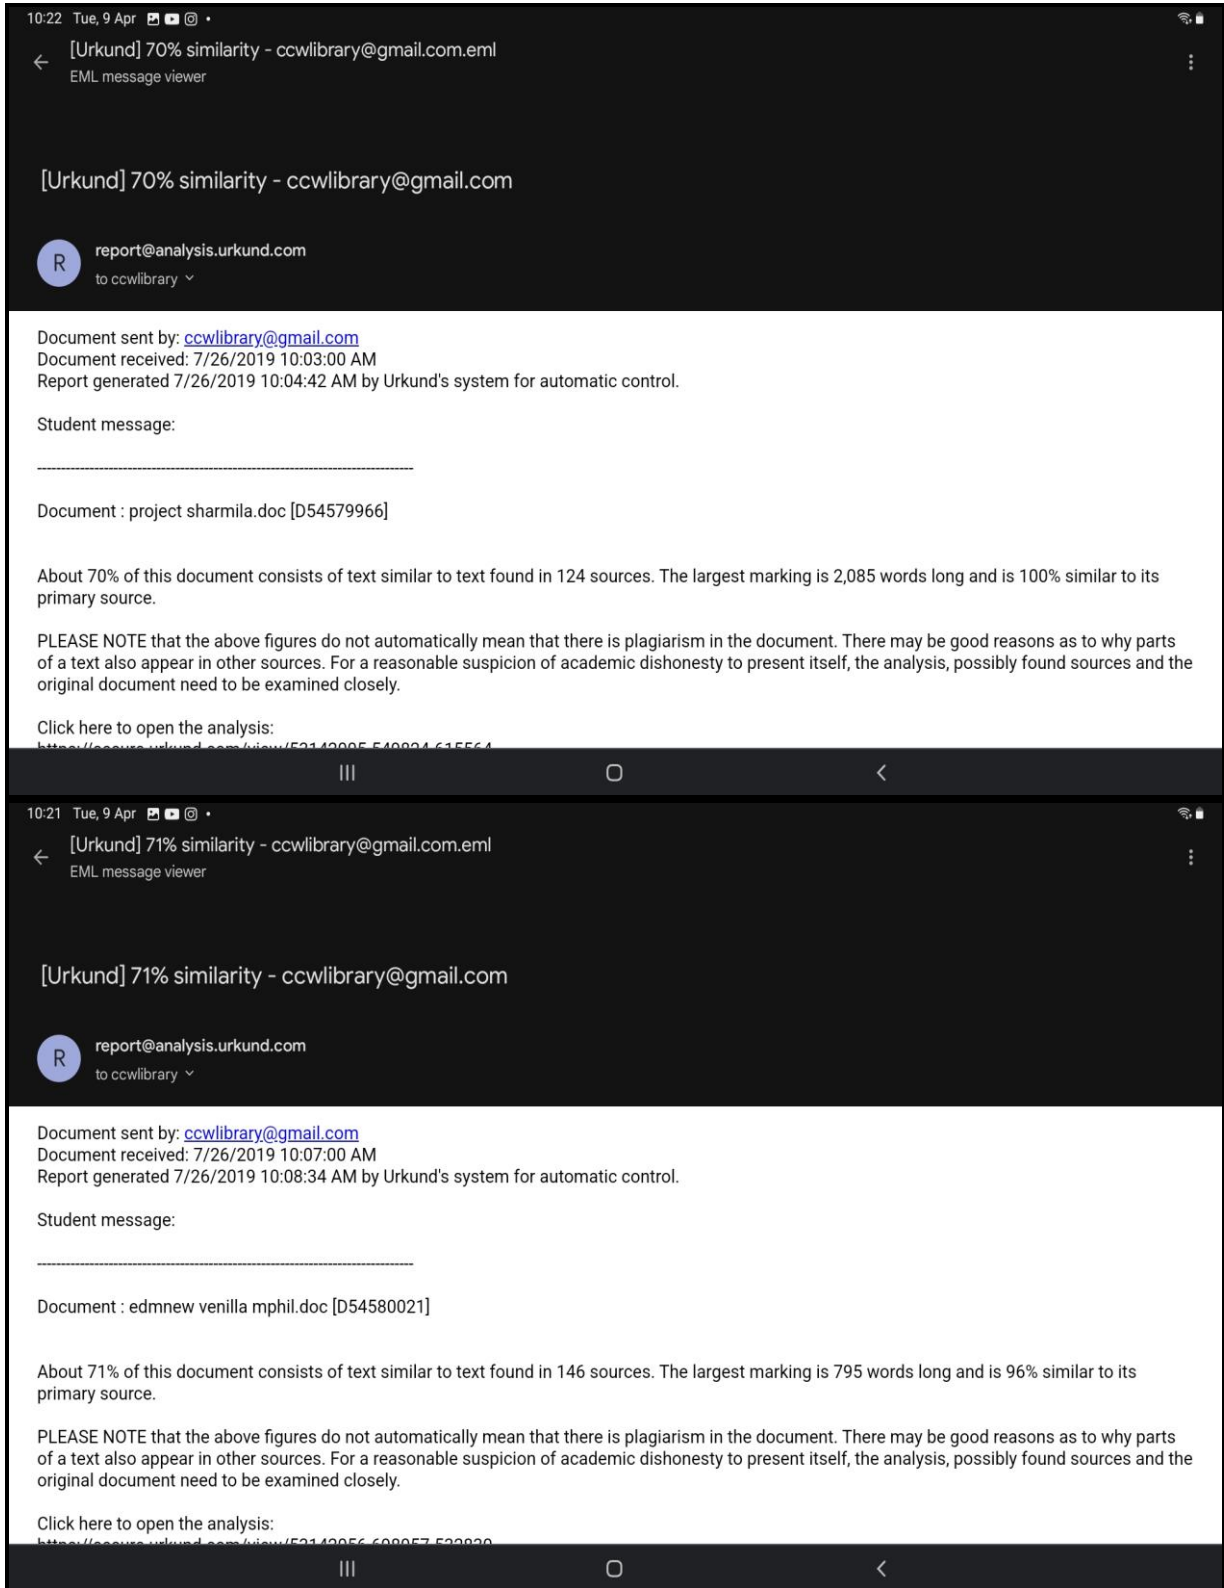 10:22 Tue, 9 Apr
[Urkund] 70% similarity - ccwlibrary@gmail.com.eml
EML message viewer
[Urkund] 70% similarity - ccwlibrary@gmail.com
R
report@analysis.urkund.com
to ccwlibrary
Document sent by: ccwlibrary@gmail.com
Document received: 7/26/2019 10:03:00 AM
Report generated 7/26/2019 10:04:42 AM by Urkund's system for automatic control.
Student message:
Document : project sharmila.doc [D54579966]
About 70% of this document consists of text similar to text found in 124 sources. The largest marking is 2,085 words long and is 100% similar to its
primary source.
PLEASE NOTE that the above figures do not automatically mean that there is plagiarism in the document. There may be good reasons as to why parts
of a text also appear in other sources. For a reasonable suspicion of academic dishonesty to present itself, the analysis, possibly found sources and the
original document need to be examined closely.
Click here to open the analysis:
10:21 Tue, 9 Apr
[Urkund] 71% similarity - ccwlibrary@gmail.com.eml
EML message viewer
[Urkund] 71% similarity - ccwlibrary@gmail.com
R
report@analysis.urkund.com
to ccwlibrary
Document sent by: ccwlibrary@gmail.com
Document received: 7/26/2019 10:07:00 AM
Report generated 7/26/2019 10:08:34 AM by Urkund's system for automatic control.
Student message:
Document : edmnew venilla mphil.doc [D54580021]
About 71% of this document consists of text similar to text found in 146 sources. The largest marking is 795 words long and is 96% similar to its
primary source.
PLEASE NOTE that the above figures do not automatically mean that there is plagiarism in the document. There may be good reasons as to why parts
of a text also appear in other sources. For a reasonable suspicion of academic dishonesty to present itself, the analysis, possibly found sources and the
original document need to be examined closely.
Click here to open the analysis: